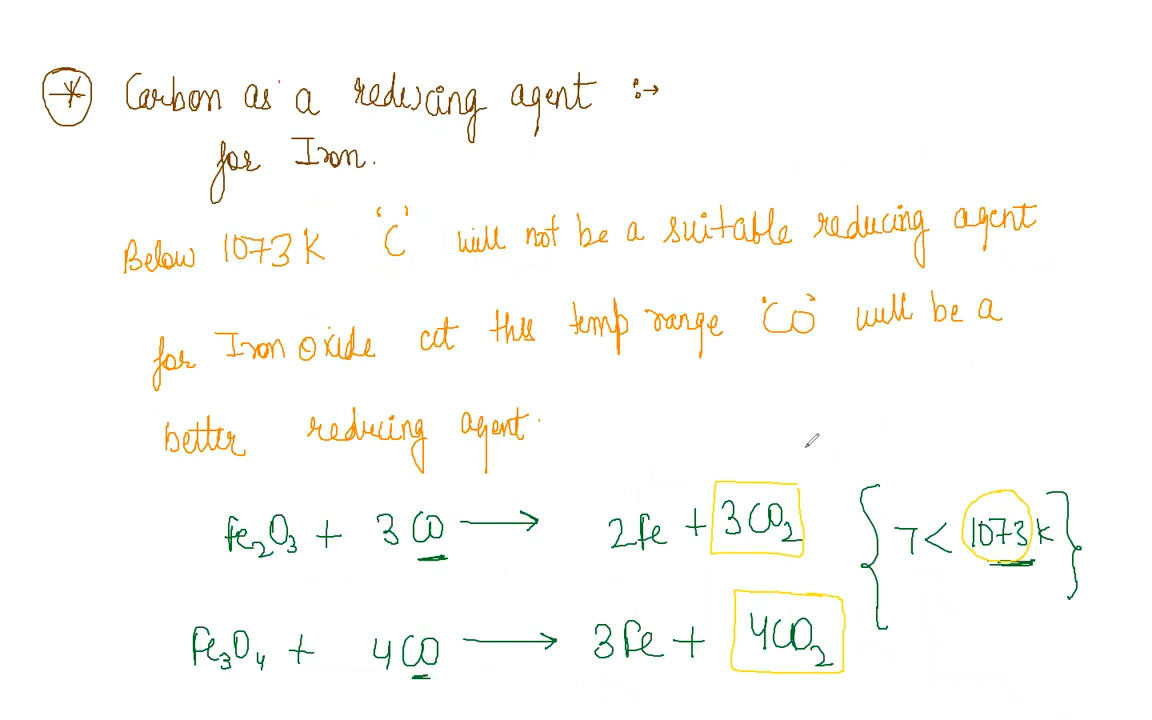 Carbon as a reducing agent :→
for Iron.
Below 1073 K 'C' will not be a suitable reducing agent
for Iron oxide at this temp range 'CO' will be a
better reducing agent.
Fe₂O₃ + 3CO → 2Fe + 3CO₂ { T < 1073 K }
Fe₃O₄ + 4CO → 3Fe + 4CO₂